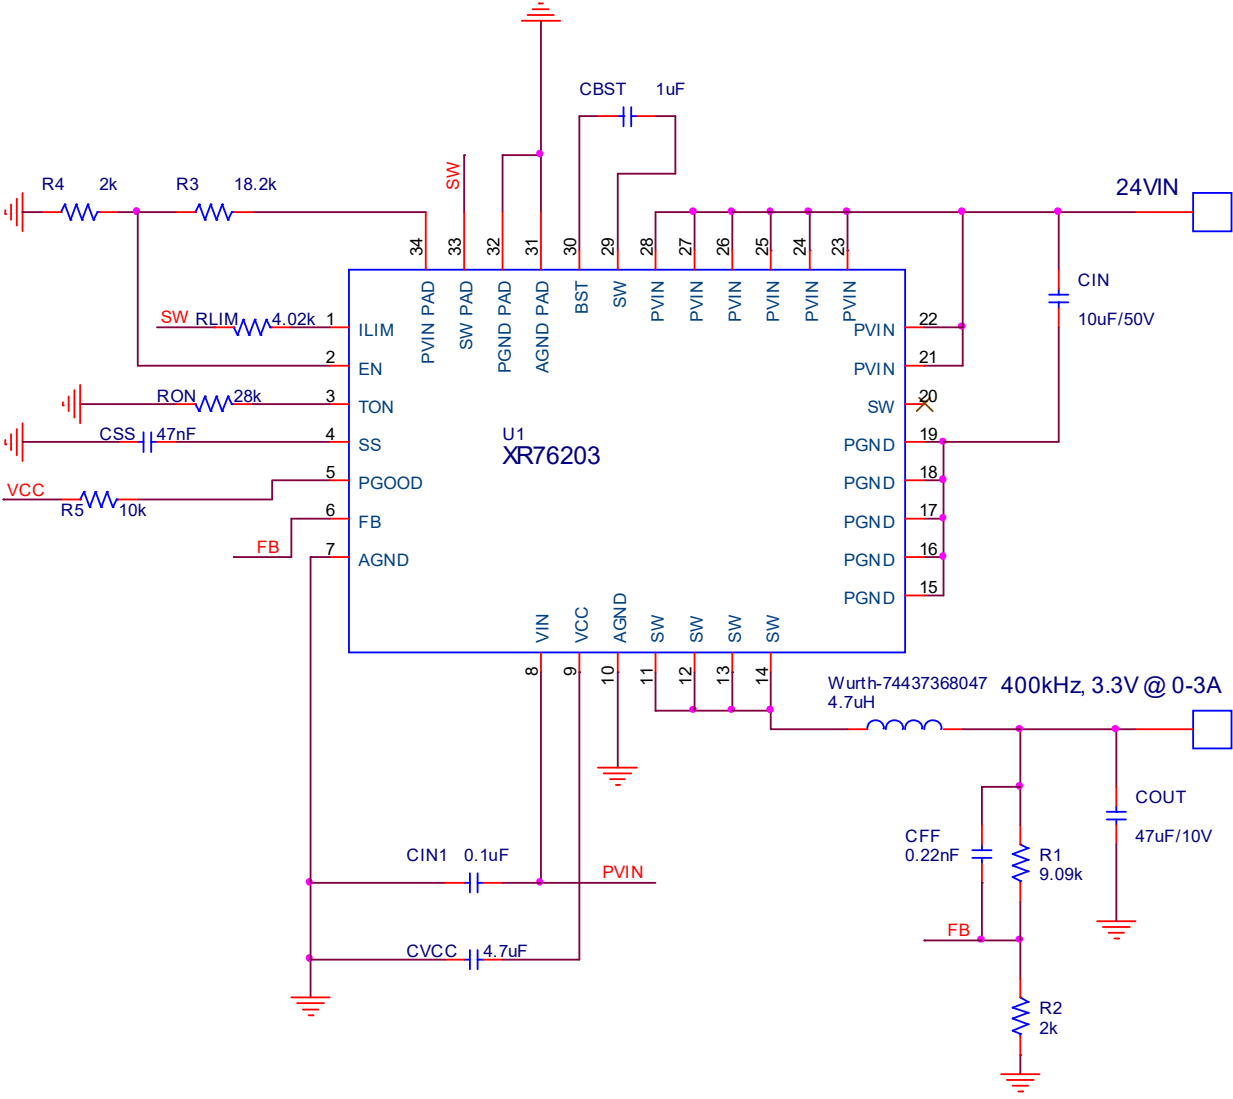 CBST 1uF
SW
24VIN
R4 2k R3 18.2k
34 33 32 31 30 29 28 27 26 25 24 23
PVIN PAD SW PAD PGND PAD AGND PAD BST SW PVIN PVIN PVIN PVIN PVIN PVIN
CIN
10uF/50V
SW RLIM 4.02k 1 ILIM
PVIN 22
2 EN
PVIN 21
RON 28k 3 TON
SW 20
CSS 47nF 4 SS
PGND 19
U1
XR76203
VCC R5 10k 5 PGOOD
PGND 18
FB 6 FB
PGND 17
7 AGND
PGND 16
PGND 15
VIN VCC AGND SW SW SW SW
8 9 10 11 12 13 14
Wurth-74437368047
4.7uH
400kHz, 3.3V @ 0-3A
COUT
47uF/10V
CFF
0.22nF
R1
9.09k
CIN1 0.1uF
PVIN
FB
CVCC 4.7uF
R2
2k